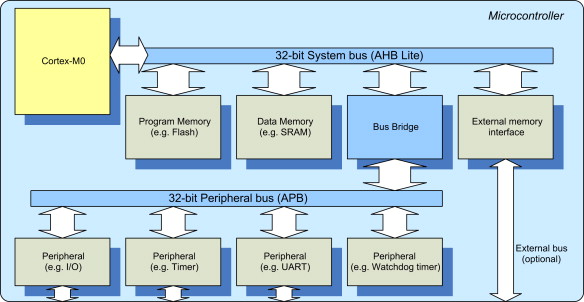 Microcontroller
Cortex-M0
32-bit System bus (AHB Lite)
Program Memory
(e.g. Flash)
Data Memory
(e.g. SRAM)
Bus Bridge
External memory
interface
32-bit Peripheral bus (APB)
Peripheral
(e.g. I/O)
Peripheral
(e.g. Timer)
Peripheral
(e.g. UART)
Peripheral
(e.g. Watchdog timer)
External bus
(optional)